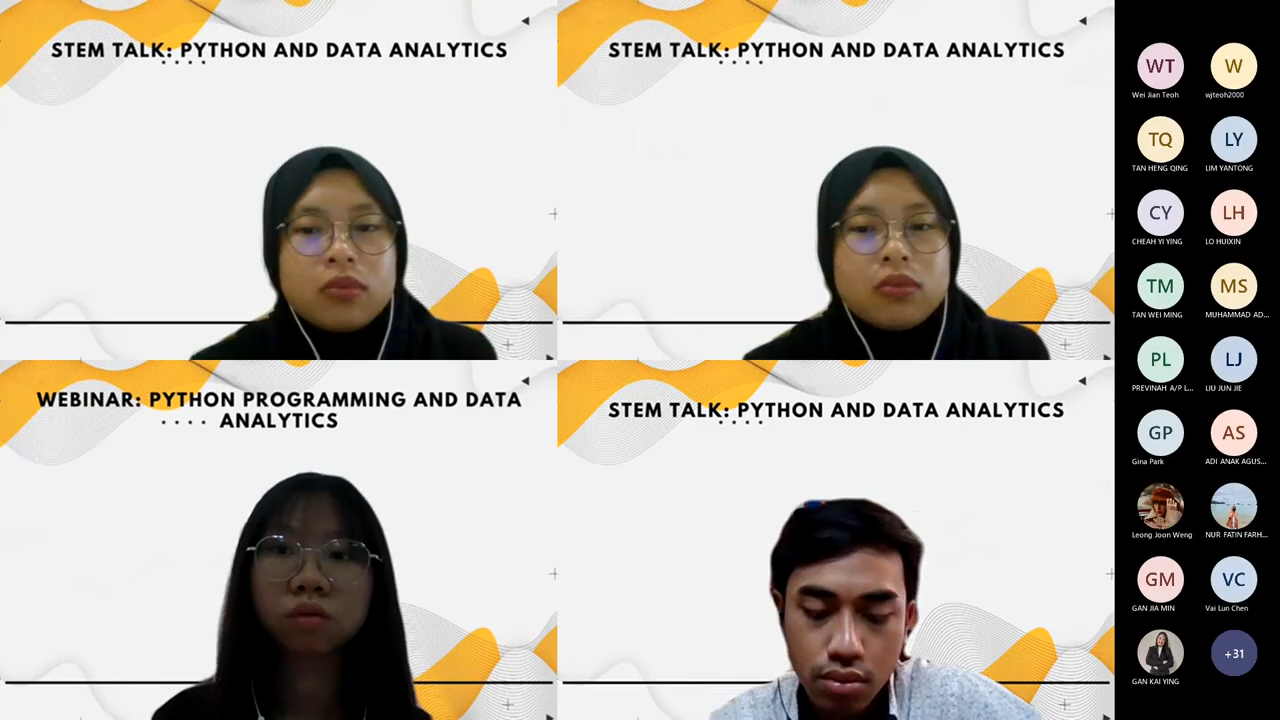 STEM TALK: PYTHON AND DATA ANALYTICS
STEM TALK: PYTHON AND DATA ANALYTICS
WEBINAR: PYTHON PROGRAMMING AND DATA
ANALYTICS
STEM TALK: PYTHON AND DATA ANALYTICS
WT
W
Wei Jian Teoh
wjteoh2000
TQ
LY
TAN HENG QING
LIM YANTONG
CY
LH
CHEAH YI YING
LO HUIXIN
TM
MS
TAN WEI MING
MUHAMMAD AD...
PL
LJ
PREVINAH A/P L...
LIU JUN JIE
GP
AS
Gina Park
ADI ANAK AGUS...
Leong Joon Weng
NUR FATIN FARH...
GM
VC
GAN JIA MIN
Vai Lun Chen
+31
GAN KAI YING